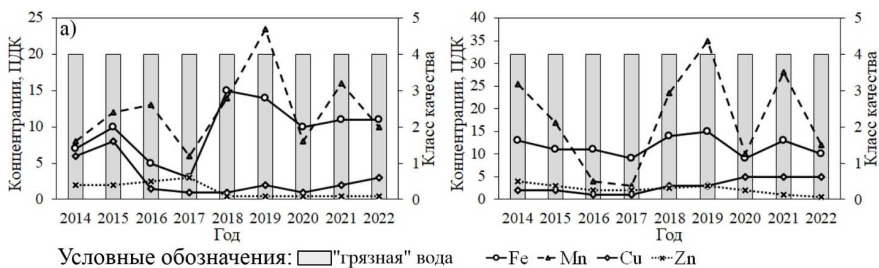 а)
Концентрации, ПДК
25
20
15
10
5
0
5
4
3
2
1
0
Класс качества
2014 2015 2016 2017 2018 2019 2020 2021 2022
Год
Концентрации, ПДК
40
35
30
25
20
15
10
5
0
5
4
3
2
1
0
Класс качества
2014 2015 2016 2017 2018 2019 2020 2021 2022
Год
Условные обозначения: "грязная" вода Fe Mn Cu Zn